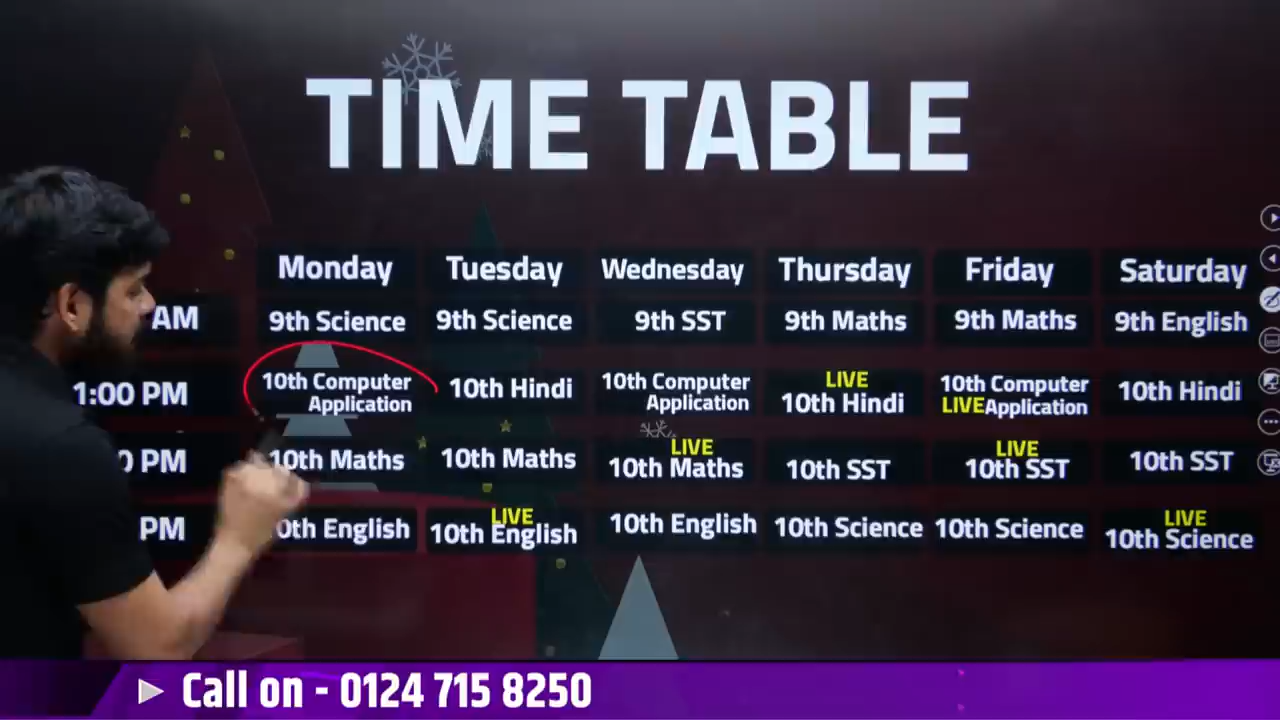 TIME TABLE
Monday Tuesday Wednesday Thursday Friday Saturday
AM 9th Science 9th Science 9th SST 9th Maths 9th Maths 9th English
1:00 PM 10th Computer Application 10th Hindi 10th Computer Application LIVE 10th Hindi 10th Computer LIVE Application 10th Hindi
0 PM 10th Maths 10th Maths LIVE 10th Maths 10th SST LIVE 10th SST 10th SST
PM 0th English LIVE 10th English 10th English 10th Science 10th Science LIVE 10th Science
Call on - 0124 715 8250